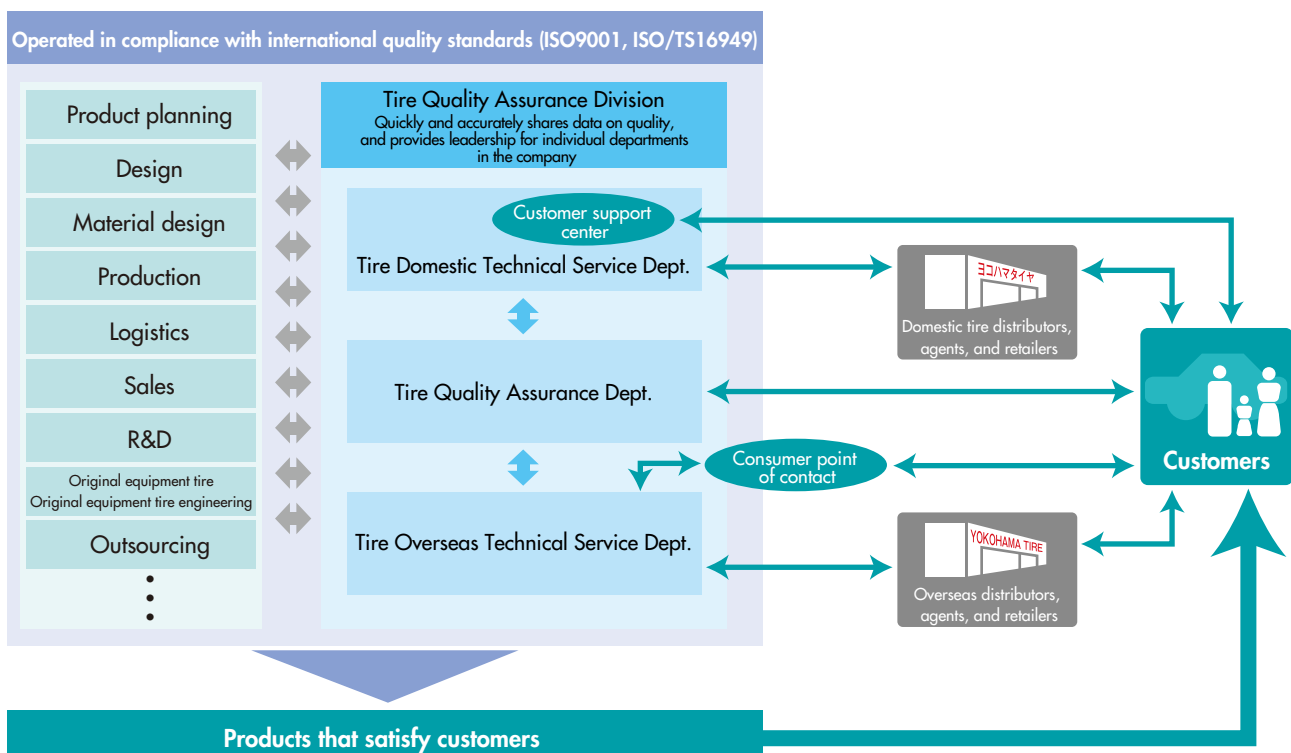 Operated in compliance with international quality standards (ISO9001, ISO/TS16949)
Product planning
Design
Material design
Production
Logistics
Sales
R&D
Original equipment tire
Original equipment tire engineering
Outsourcing
Tire Quality Assurance Division
Quickly and accurately shares data on quality,
and provides leadership for individual departments
in the company
Customer support
center
Tire Domestic Technical Service Dept.
Tire Quality Assurance Dept.
Tire Overseas Technical Service Dept.
Consumer point
of contact
ヨコハマタイヤ
Domestic tire distributors,
agents, and retailers
YOKOHAMA TIRE
Overseas distributors,
agents, and retailers
Customers
Products that satisfy customers